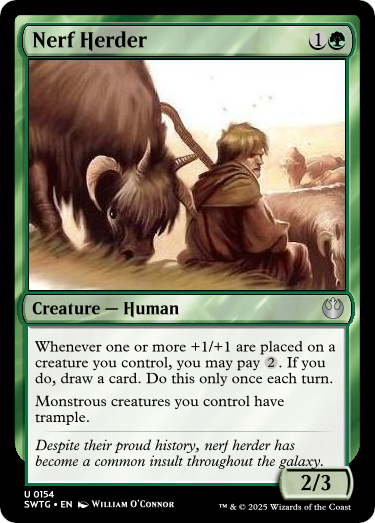 Nerf Herder 1
Creature — Human
Whenever one or more +1/+1 are placed on a
creature you control, you may pay 2. If you
do, draw a card. Do this only once each turn.
Monstrous creatures you control have
trample.
Despite their proud history, nerf herder has
become a common insult throughout the galaxy.
2/3
U 0154
SWTG • EN William O'Connor
™ & © 2025 Wizards of the Coast